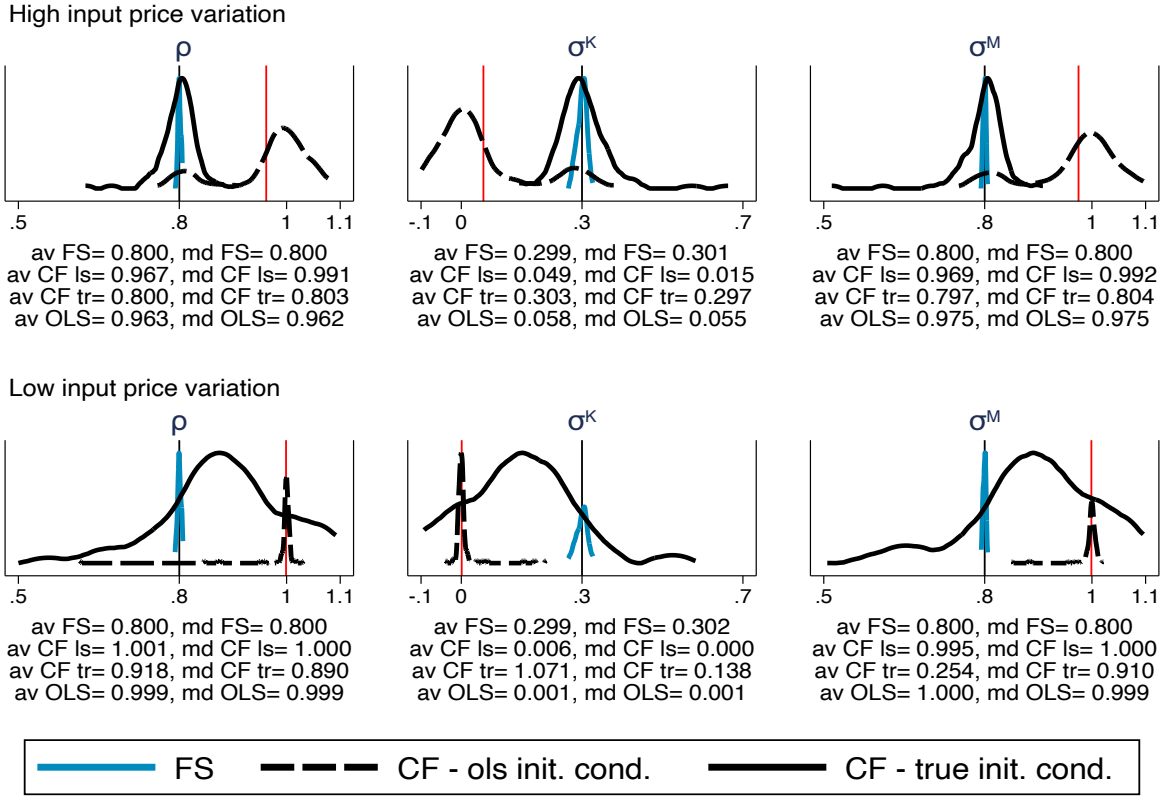 High input price variation
ρ σᴷ σᴹ
.5 .8 1 1.1 -.1 0 .3 .7 .5 .8 1 1.1
av FS= 0.800, md FS= 0.800 av FS= 0.299, md FS= 0.301 av FS= 0.800, md FS= 0.800
av CF ls= 0.967, md CF ls= 0.991 av CF ls= 0.049, md CF ls= 0.015 av CF ls= 0.969, md CF ls= 0.992
av CF tr= 0.800, md CF tr= 0.803 av CF tr= 0.303, md CF tr= 0.297 av CF tr= 0.797, md CF tr= 0.804
av OLS= 0.963, md OLS= 0.962 av OLS= 0.058, md OLS= 0.055 av OLS= 0.975, md OLS= 0.975
Low input price variation
ρ σᴷ σᴹ
.5 .8 1 1.1 -.1 0 .3 .7 .5 .8 1 1.1
av FS= 0.800, md FS= 0.800 av FS= 0.299, md FS= 0.302 av FS= 0.800, md FS= 0.800
av CF ls= 1.001, md CF ls= 1.000 av CF ls= 0.006, md CF ls= 0.000 av CF ls= 0.995, md CF ls= 1.000
av CF tr= 0.918, md CF tr= 0.890 av CF tr= 1.071, md CF tr= 0.138 av CF tr= 0.254, md CF tr= 0.910
av OLS= 0.999, md OLS= 0.999 av OLS= 0.001, md OLS= 0.001 av OLS= 1.000, md OLS= 0.999
FS CF - ols init. cond. CF - true init. cond.